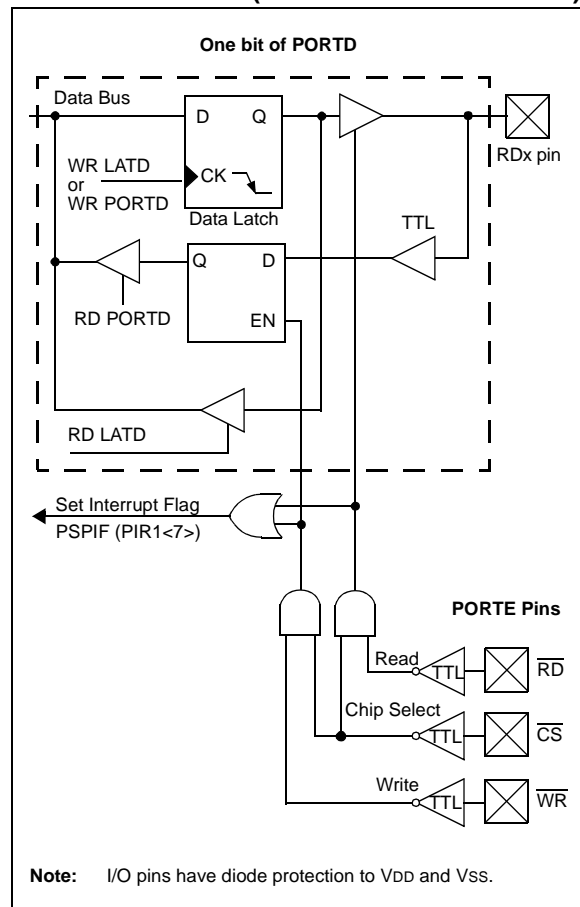 One bit of PORTD
Data Bus
D Q
RDx pin
WR LATD
or
WR PORTD
CK
Data Latch
TTL
Q D
EN
RD PORTD
RD LATD
Set Interrupt Flag
PSPIF (PIR1<7>)
PORTE Pins
Read
TTL
RD
Chip Select
TTL
CS
Write
TTL
WR
Note: I/O pins have diode protection to VDD and VSS.